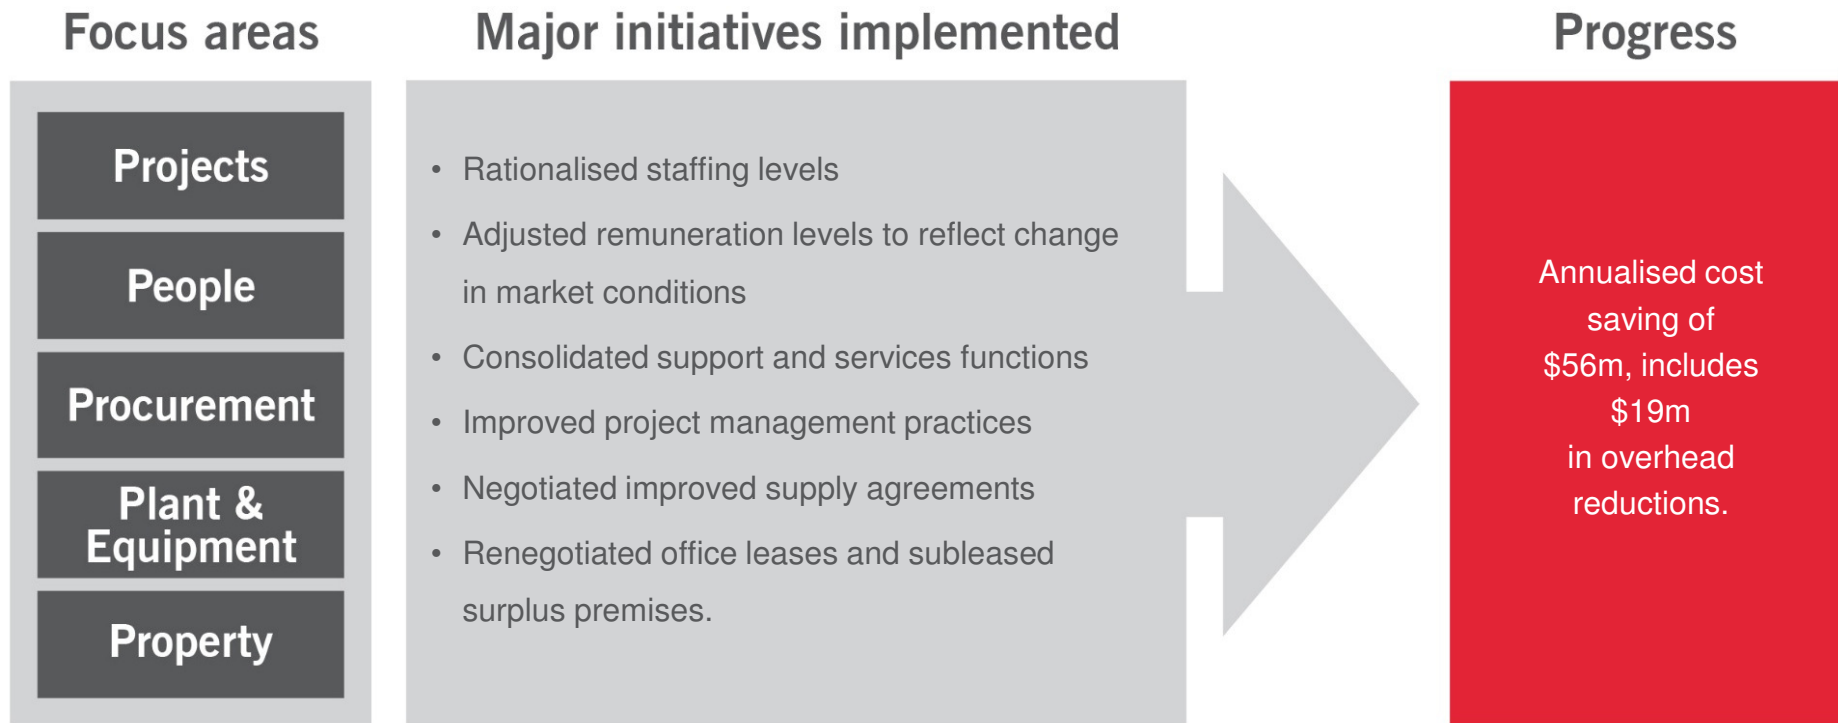 Focus areas
Major initiatives implemented
Progress
Projects
People
Procurement
Plant &
Equipment
Property
• Rationalised staffing levels
• Adjusted remuneration levels to reflect change
in market conditions
• Consolidated support and services functions
• Improved project management practices
• Negotiated improved supply agreements
• Renegotiated office leases and subleased
surplus premises.
Annualised cost
saving of
$56m, includes
$19m
in overhead
reductions.